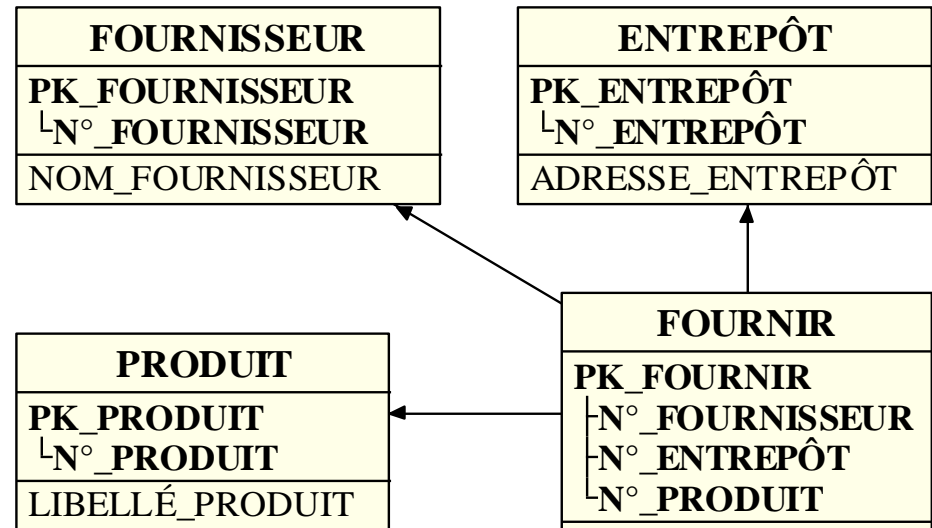 FOURNISSEUR
PK_FOURNISSEUR
N°_FOURNISSEUR
NOM_FOURNISSEUR
ENTREPÔT
PK_ENTREPÔT
N°_ENTREPÔT
ADRESSE_ENTREPÔT
PRODUIT
PK_PRODUIT
N°_PRODUIT
LIBELLÉ_PRODUIT
FOURNIR
PK_FOURNIR
N°_FOURNISSEUR
N°_ENTREPÔT
N°_PRODUIT